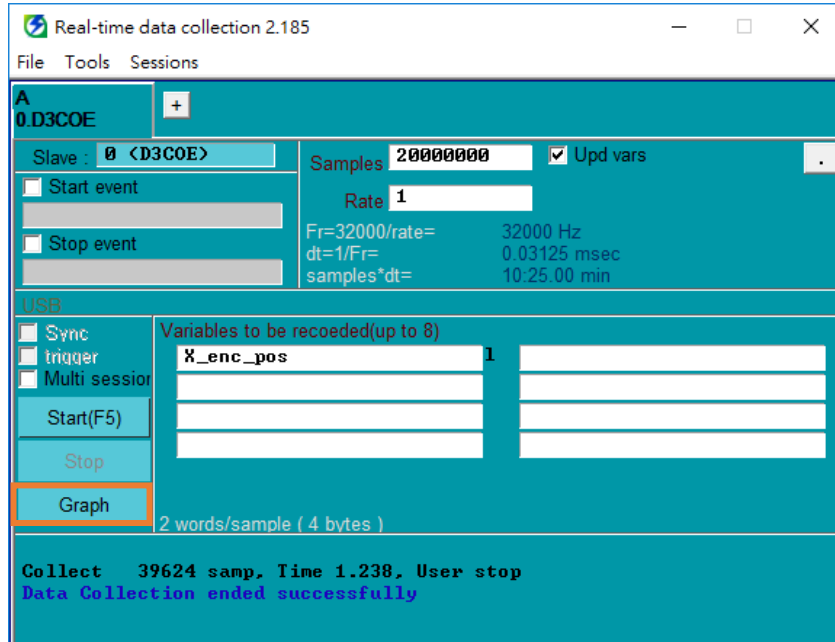 Real-time data collection 2.185
File Tools Sessions
A
0.D3COE
+
Slave : 0 (D3COE)
Samples 20000000
Upd vars
.
Start event
Rate 1
Stop event
Fr=32000/rate= 32000 Hz
dt=1/Fr= 0.03125 msec
samples*dt= 10:25.00 min
USB
Sync
Variables to be recoeded(up to 8)
trigger
X_enc_pos
l
Multi session
Start(F5)
Stop
Graph
2 words/sample ( 4 bytes )
Collect 39624 samp, Time 1.238, User stop
Data Collection ended successfully